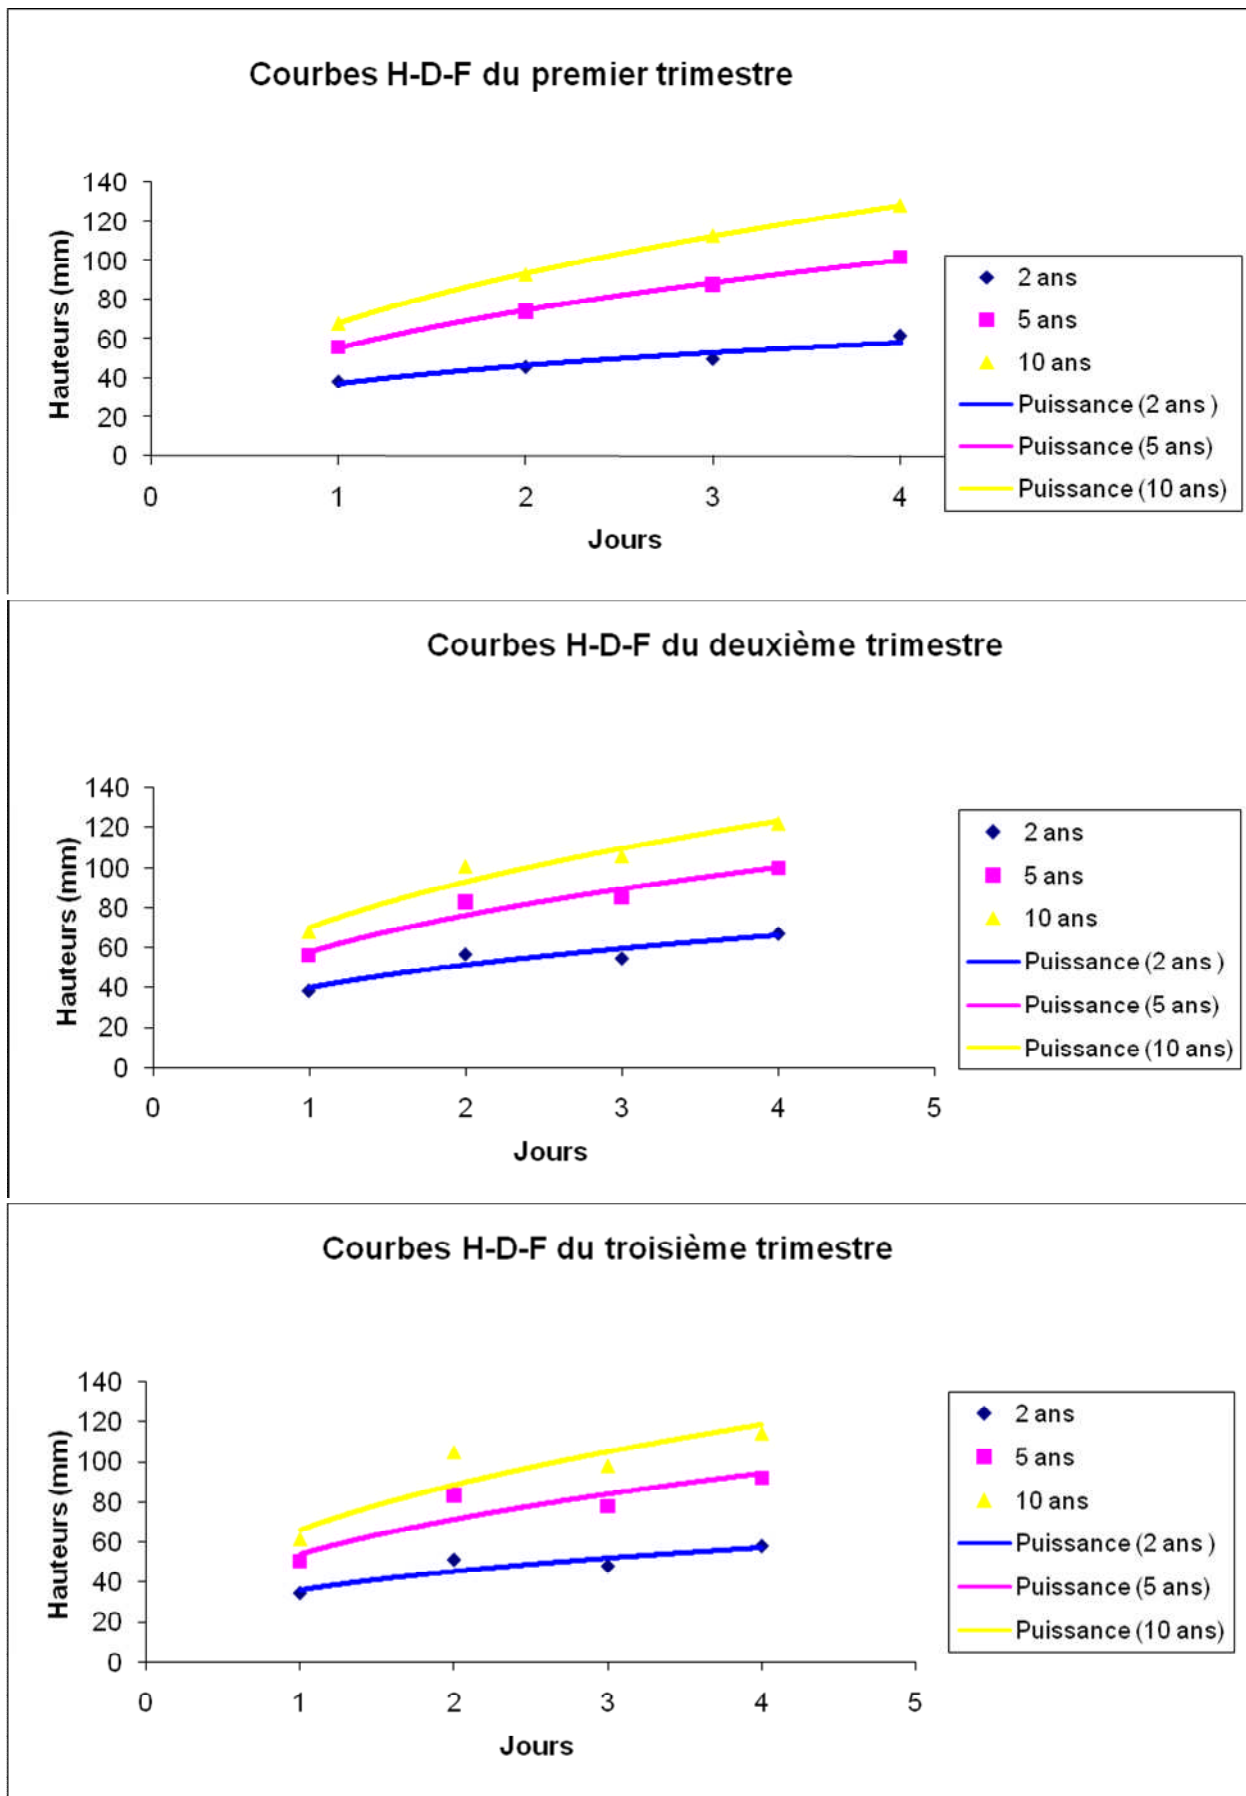 Courbes H-D-F du premier trimestre
Hauteurs (mm)
140
120
100
80
60
40
20
0
0 1 2 3 4
Jours
2 ans
5 ans
10 ans
Puissance (2 ans )
Puissance (5 ans)
Puissance (10 ans)
Courbes H-D-F du deuxième trimestre
Hauteurs (mm)
140
120
100
80
60
40
20
0
0 1 2 3 4 5
Jours
2 ans
5 ans
10 ans
Puissance (2 ans )
Puissance (5 ans)
Puissance (10 ans)
Courbes H-D-F du troisième trimestre
Hauteurs (mm)
140
120
100
80
60
40
20
0
0 1 2 3 4 5
Jours
2 ans
5 ans
10 ans
Puissance (2 ans )
Puissance (5 ans)
Puissance (10 ans)